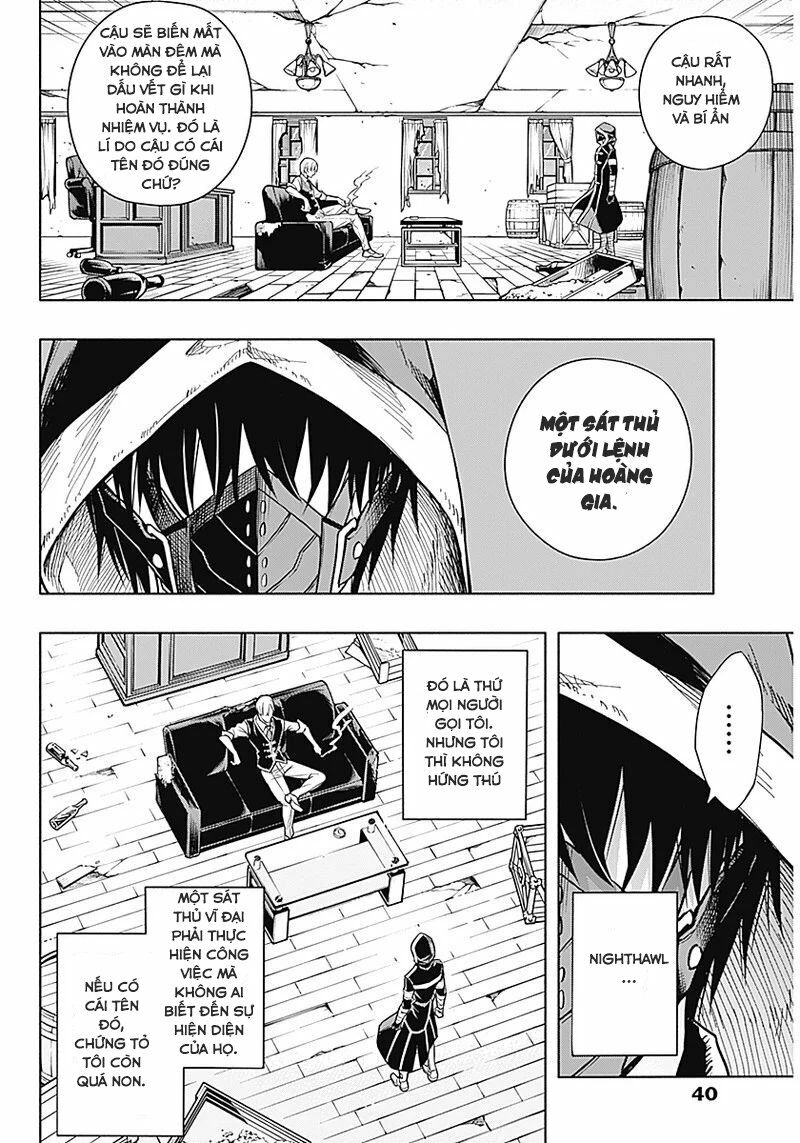 CẬU RẤT
NHANH,
NGUY HIỂM
VÀ BÍ ẨN
CẬU SẼ BIẾN MẤT
VÀO MÀN ĐÊM MÀ
KHÔNG ĐỂ LẠI
DẤU VẾT GÌ KHI
HOÀN THÀNH
NHIỆM VỤ. ĐÓ LÀ
LÍ DO CẬU CÓ CÁI
TÊN ĐÓ ĐÚNG
CHỨ?
MỘT SÁT THỦ
DƯỚI LỆNH
CỦA HOÀNG
GIA.
......
NIGHTHAWL
...
ĐÓ LÀ THỨ
MỌI NGƯỜI
GỌI TÔI.
NHƯNG TÔI
THÌ KHÔNG
HỨNG THÚ
MỘT SÁT
THỦ VĨ ĐẠI
PHẢI THỰC
HIỆN CÔNG
VIỆC MÀ
KHÔNG AI
BIẾT ĐẾN SỰ
HIỆN DIỆN
CỦA HỌ.
NẾU CÓ
CÁI TÊN
ĐÓ,
CHỨNG TỎ
TÔI CÒN
QUÁ NON.
40